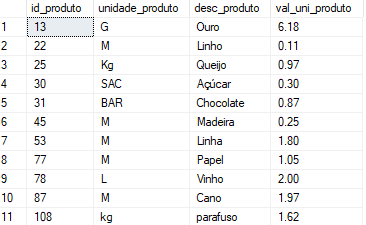 id_produto unidade_produto desc_produto val_uni_produto
1 13 G Ouro 6.18
2 22 M Linho 0.11
3 25 Kg Queijo 0.97
4 30 SAC Açúcar 0.30
5 31 BAR Chocolate 0.87
6 45 M Madeira 0.25
7 53 M Linha 1.80
8 77 M Papel 1.05
9 78 L Vinho 2.00
10 87 M Cano 1.97
11 108 kg parafuso 1.62